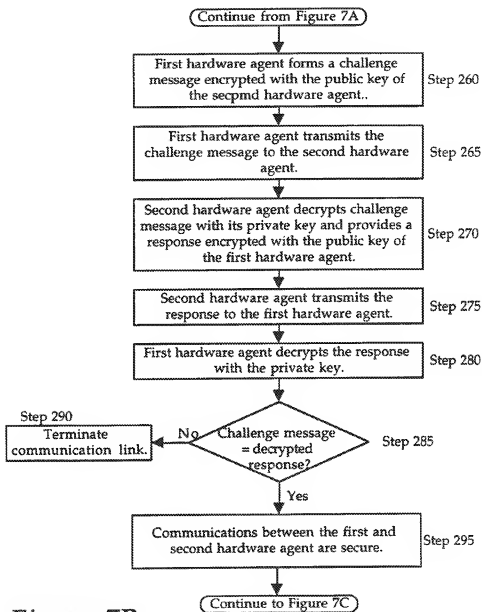 Continue from Figure 7A
First hardware agent forms a challenge
message encrypted with the public key of
the secpmd hardware agent..
Step 260
First hardware agent transmits the
challenge message to the second hardware
agent.
Step 265
Second hardware agent decrypts challenge
message with its private key and provides a
response encrypted with the public key of
the first hardware agent.
Step 270
Second hardware agent transmits the
response to the first hardware agent.
Step 275
First hardware agent decrypts the response
with the private key.
Step 280
Challenge message
= decrypted
response?
Step 285
No
Step 290
Terminate
communication link.
Yes
Communications between the first and
second hardware agent are secure.
Step 295
Continue to Figure 7C
Figure 7B